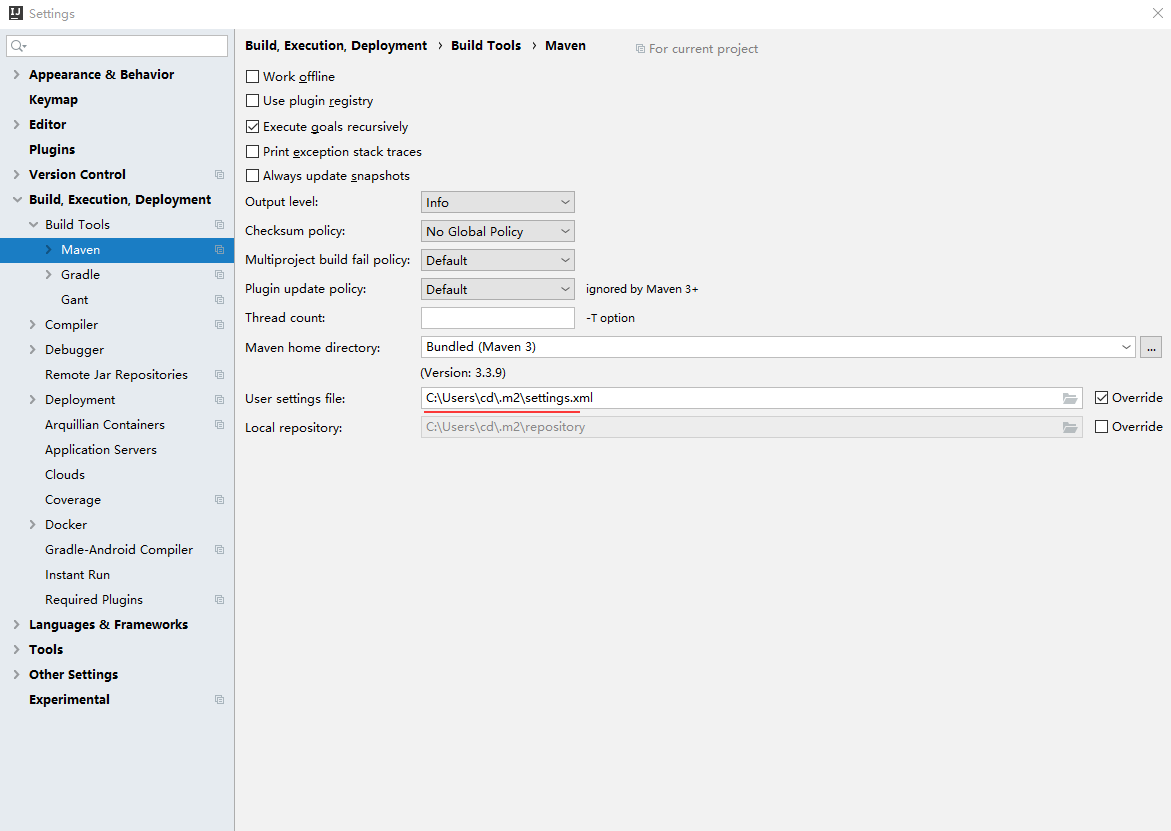 Settings
Appearance & Behavior
Keymap
Editor
Plugins
Version Control
Build, Execution, Deployment
Build Tools
Maven
Gradle
Gant
Compiler
Debugger
Remote Jar Repositories
Deployment
Arquillian Containers
Application Servers
Clouds
Coverage
Docker
Gradle-Android Compiler
Instant Run
Required Plugins
Languages & Frameworks
Tools
Other Settings
Experimental
Build, Execution, Deployment › Build Tools › Maven For current project
Work offline
Use plugin registry
Execute goals recursively
Print exception stack traces
Always update snapshots
Output level: Info
Checksum policy: No Global Policy
Multiproject build fail policy: Default
Plugin update policy: Default ignored by Maven 3+
Thread count: -T option
Maven home directory: Bundled (Maven 3) ...
(Version: 3.3.9)
User settings file: C:\Users\cd\.m2\settings.xml Override
Local repository: C:\Users\cd\.m2\repository Override